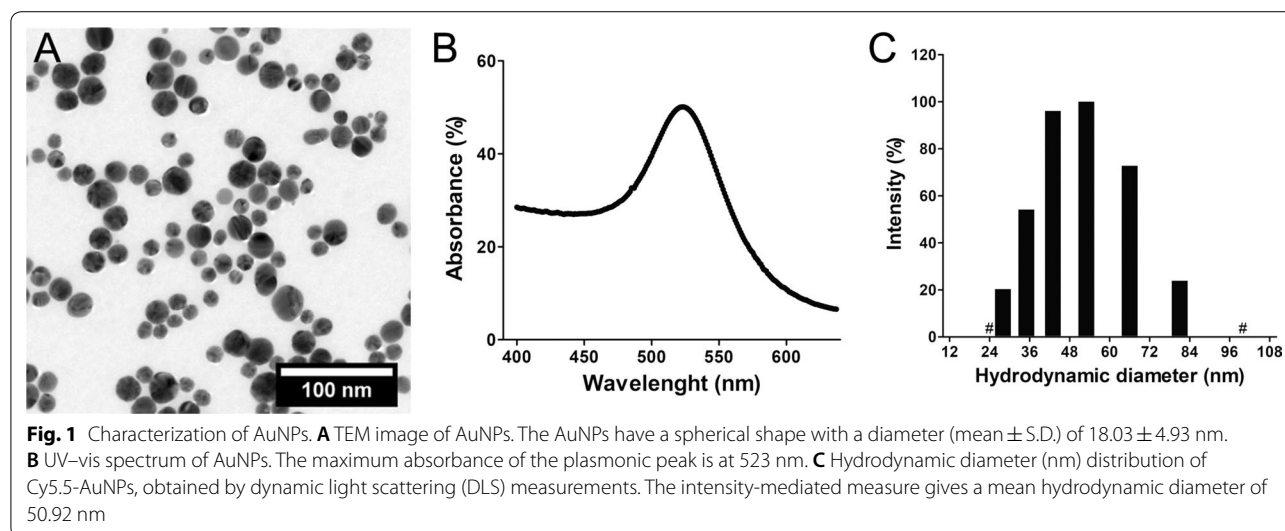 A
100 nm
B
60
40
20
0
Absorbance (%)
400 450 500 550 600
Wavelenght (nm)
C
120
100
80
60
40
20
0
Intensity (%)
# #
12 24 36 48 60 72 84 96 108
Hydrodynamic diameter (nm)
Fig. 1 Characterization of AuNPs. A TEM image of AuNPs. The AuNPs have a spherical shape with a diameter (mean ± S.D.) of 18.03 ± 4.93 nm.
B UV–vis spectrum of AuNPs. The maximum absorbance of the plasmonic peak is at 523 nm. C Hydrodynamic diameter (nm) distribution of
Cy5.5-AuNPs, obtained by dynamic light scattering (DLS) measurements. The intensity-mediated measure gives a mean hydrodynamic diameter of
50.92 nm